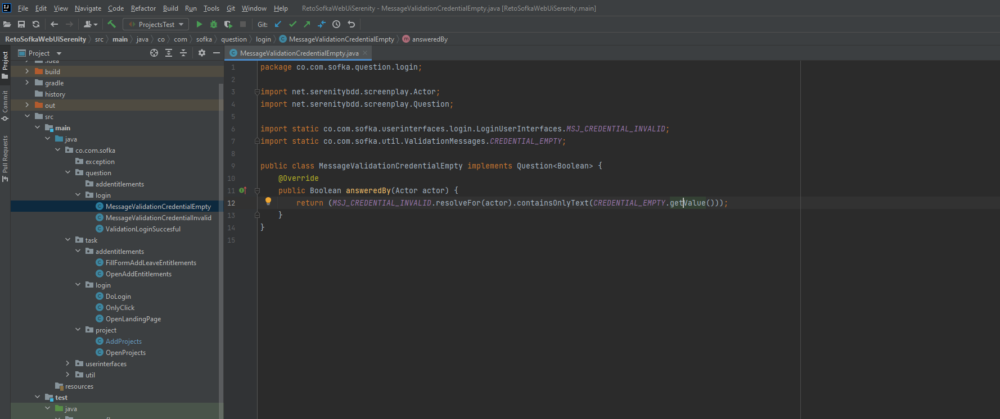 File Edit View Navigate Code Refactor Build Run Tools Git Window Help RetoSofkaWebUiSerenity - MessageValidationCredentialEmpty.java [RetoSofkaWebUiSerenity.main]
ProjectsTest Git:
RetoSofkaWebUiSerenity src main java co com sofka question login MessageValidationCredentialEmpty answeredBy
Project
Commit
Pull Requests
Project
.idea
build
gradle
history
out
src
main
java
co.com.sofka
exception
question
addentitlements
login
MessageValidationCredentialEmpty
MessageValidationCredentialInvalid
ValidationLoginSuccesful
task
addentitlements
FillFormAddLeaveEntitlements
OpenAddEntitlements
login
DoLogin
OnlyClick
OpenLandingPage
project
AddProjects
OpenProjects
userinterfaces
util
resources
test
java
MessageValidationCredentialEmpty.java
1 package co.com.sofka.question.login;
2
3 import net.serenitybdd.screenplay.Actor;
4 import net.serenitybdd.screenplay.Question;
5
6 import static co.com.sofka.userinterfaces.login.LoginUserInterfaces.MSJ_CREDENTIAL_INVALID;
7 import static co.com.sofka.util.ValidationMessages.CREDENTIAL_EMPTY;
8
9 public class MessageValidationCredentialEmpty implements Question<Boolean> {
10 @Override
11 public Boolean answeredBy(Actor actor) {
12 return (MSJ_CREDENTIAL_INVALID.resolveFor(actor).containsOnlyText(CREDENTIAL_EMPTY.getValue()));
13 }
14 }
15